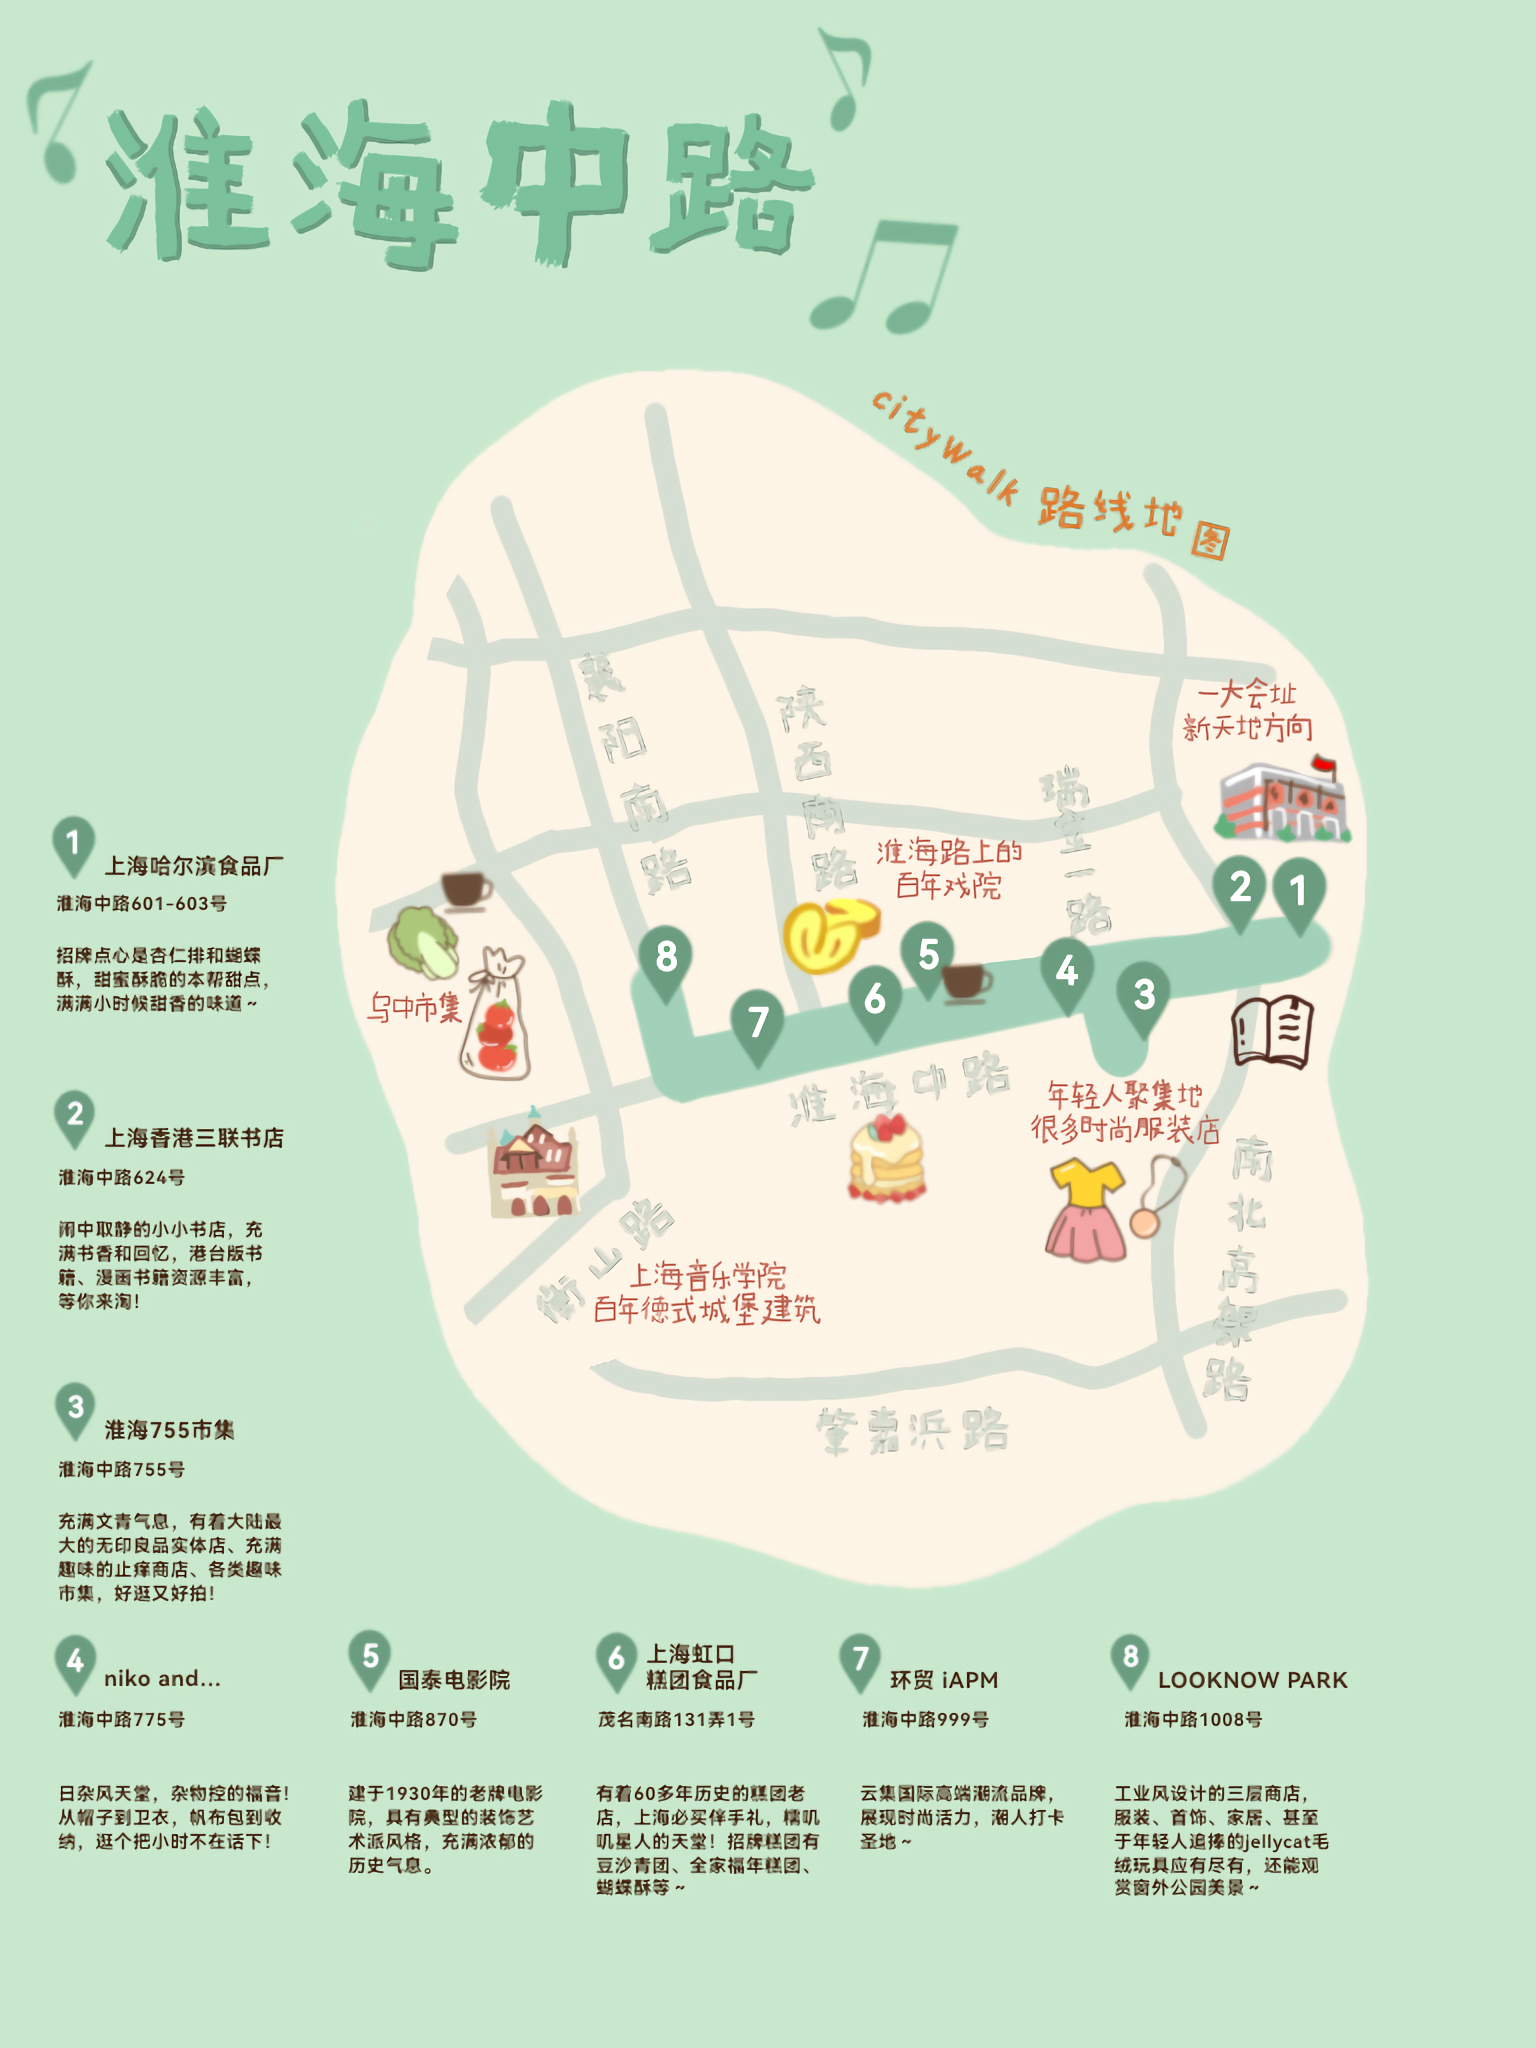 淮海中路
citywalk 路线地图
一大会址
新天地方向
襄阳南路
陕西南路
瑞金一路
淮海路上的
百年戏院
2
1
8
5
4
3
6
7
乌中市集
淮海中路
年轻人聚集地
很多时尚服装店
南北高架路
衡山路
上海音乐学院
百年德式城堡建筑
肇嘉浜路
1
上海哈尔滨食品厂
淮海中路601-603号
招牌点心是杏仁排和蝴蝶
酥，甜蜜酥脆的本帮甜点，
满满小时候甜香的味道~
2
上海香港三联书店
淮海中路624号
闹中取静的小小书店，充
满书香和回忆，港台版书
籍、漫画书籍资源丰富，
等你来淘！
3
淮海755市集
淮海中路755号
充满文青气息，有着大陆最
大的无印良品实体店、充满
趣味的止痒商店、各类趣味
市集，好逛又好拍！
4
niko and...
淮海中路775号
日杂风天堂，杂物控的福音！
从帽子到卫衣，帆布包到收
纳，逛个把小时不在话下！
5
国泰电影院
淮海中路870号
建于1930年的老牌电影
院，具有典型的装饰艺
术派风格，充满浓郁的
历史气息。
6
上海虹口
糕团食品厂
茂名南路131弄1号
有着60多年历史的糕团老
店，上海必买伴手礼，糯叽
叽星人的天堂！招牌糕团有
豆沙青团、全家福年糕团、
蝴蝶酥等~
7
环贸 iAPM
淮海中路999号
云集国际高端潮流品牌，
展现时尚活力，潮人打卡
圣地~
8
LOOKNOW PARK
淮海中路1008号
工业风设计的三层商店，
服装、首饰、家居、甚至
于年轻人追捧的jellycat毛
绒玩具应有尽有，还能观
赏窗外公园美景~